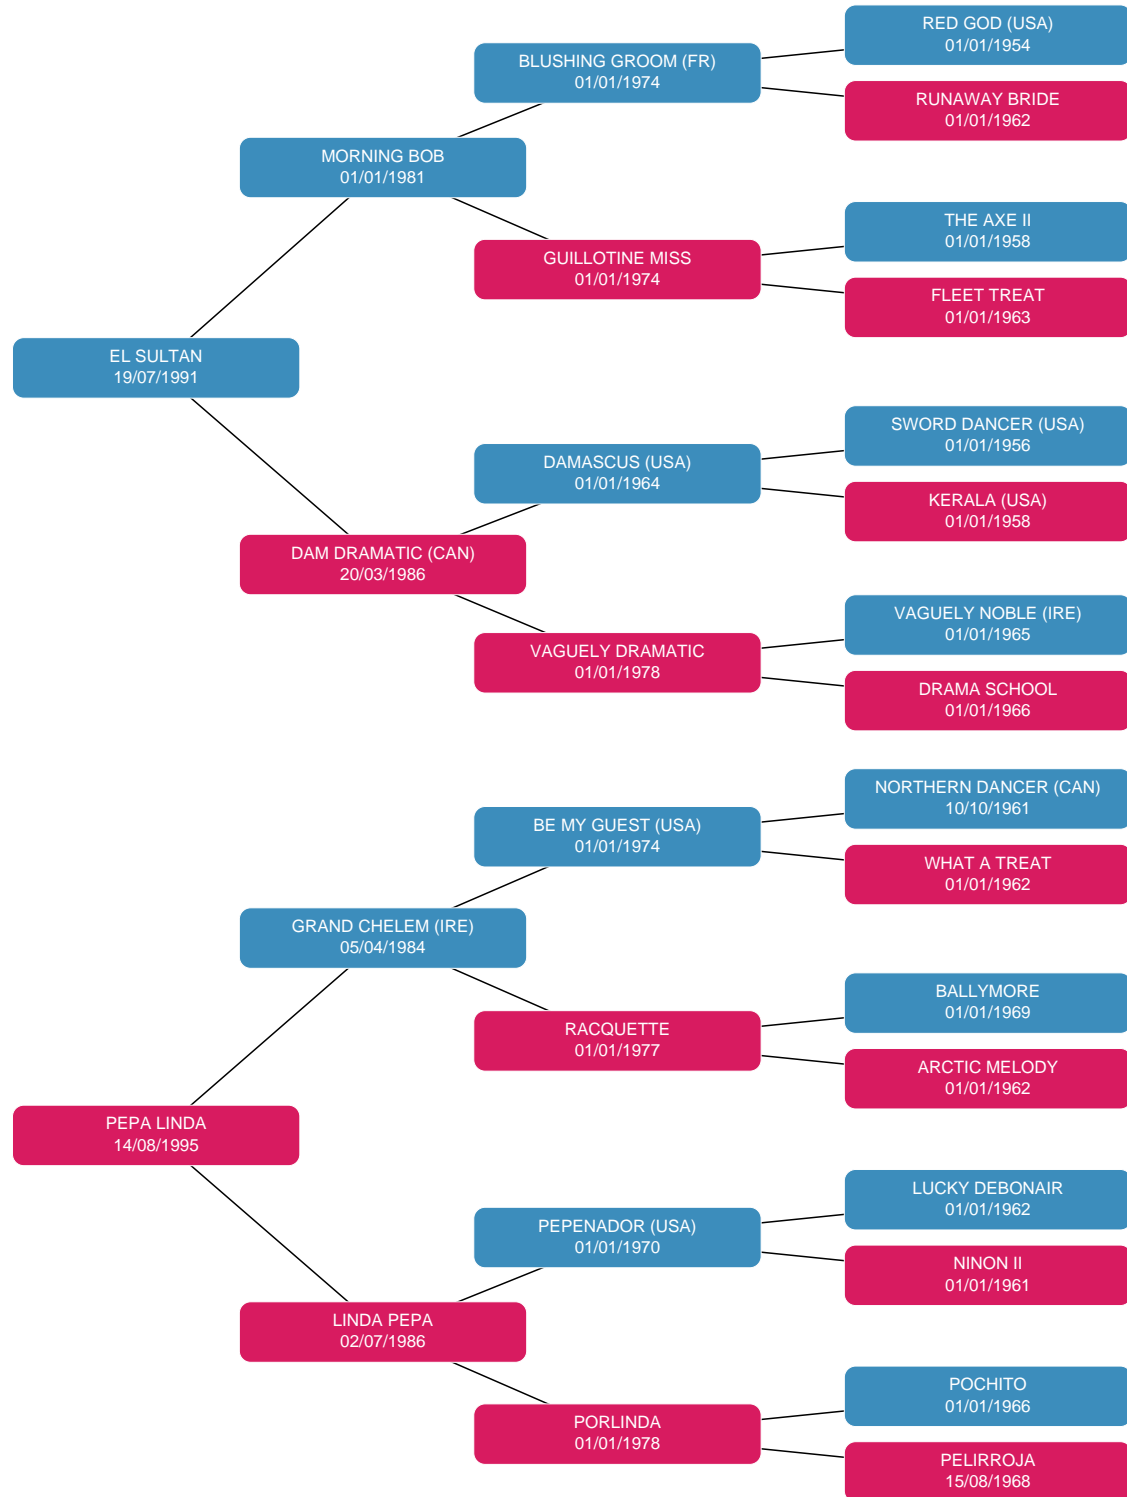 RED GOD (USA)
01/01/1954
BLUSHING GROOM (FR)
01/01/1974
RUNAWAY BRIDE
01/01/1962
MORNING BOB
01/01/1981
THE AXE II
01/01/1958
GUILLOTINE MISS
01/01/1974
FLEET TREAT
01/01/1963
EL SULTAN
19/07/1991
SWORD DANCER (USA)
01/01/1956
DAMASCUS (USA)
01/01/1964
KERALA (USA)
01/01/1958
DAM DRAMATIC (CAN)
20/03/1986
VAGUELY NOBLE (IRE)
01/01/1965
VAGUELY DRAMATIC
01/01/1978
DRAMA SCHOOL
01/01/1966
NORTHERN DANCER (CAN)
10/10/1961
BE MY GUEST (USA)
01/01/1974
WHAT A TREAT
01/01/1962
GRAND CHELEM (IRE)
05/04/1984
BALLYMORE
01/01/1969
RACQUETTE
01/01/1977
ARCTIC MELODY
01/01/1962
PEPA LINDA
14/08/1995
LUCKY DEBONAIR
01/01/1962
PEPENADOR (USA)
01/01/1970
NINON II
01/01/1961
LINDA PEPA
02/07/1986
POCHITO
01/01/1966
PORLINDA
01/01/1978
PELIRROJA
15/08/1968